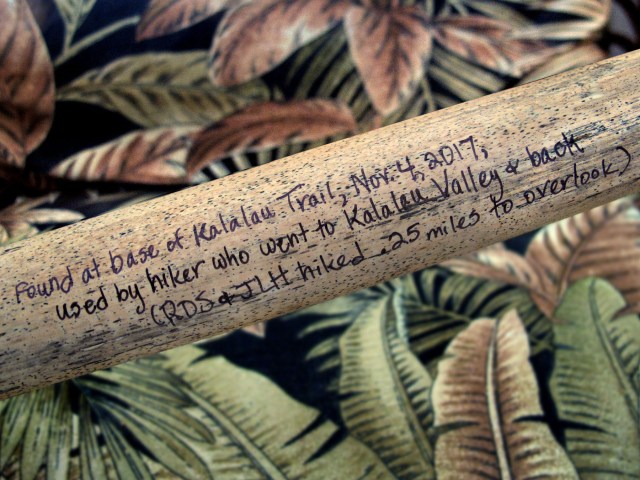 Found at base of Kalalau Trail, Nov. 4, 2017,
used by hiker who went to Kalalau Valley & back
(RDS & JLH hiked .25 miles to overlook)